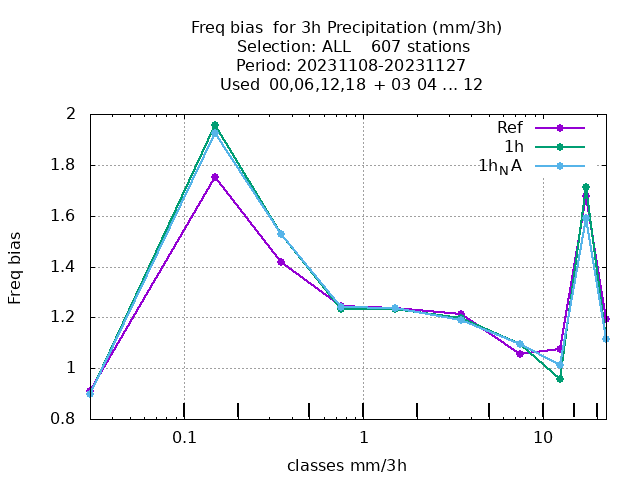 Freq bias  for 3h Precipitation (mm/3h)
Selection: ALL    607 stations
Period: 20231108-20231127
Used  00,06,12,18  + 03 04 ... 12
Ref
1h
1h_NA
2
1.8
1.6
1.4
1.2
1
0.8
Freq bias
0.1
1
10
classes mm/3h